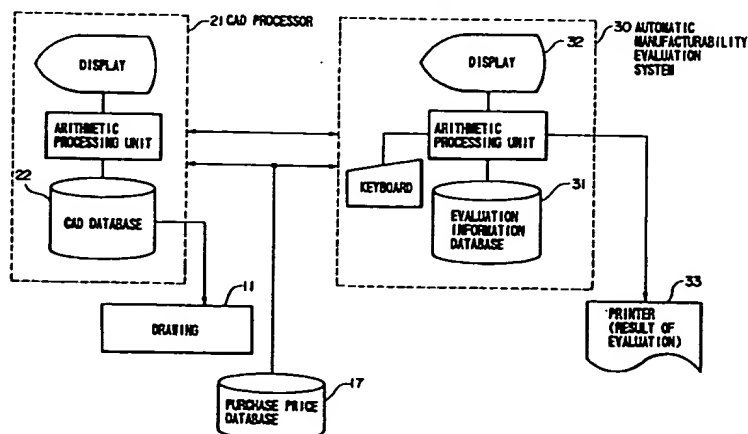 21 CAD PROCESSOR
DISPLAY
ARITHMETIC
PROCESSING UNIT
22
CAD DATABASE
11
DRAWING
17
PURCHASE PRICE
DATABASE
30 AUTOMATIC
MANUFACTURABILITY
EVALUATION
SYSTEM
32
DISPLAY
ARITHMETIC
PROCESSING UNIT
KEYBOARD
31
EVALUATION
INFORMATION
DATABASE
33
PRINTER
(RESULT OF
EVALUATION)